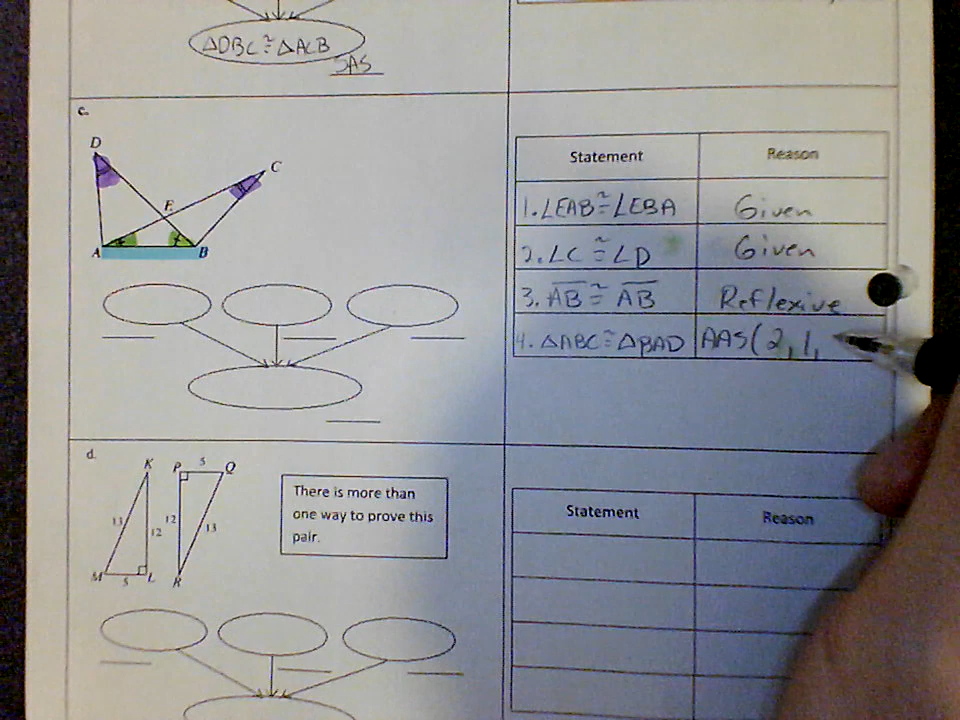 △DBC ≅ △ACB
SAS
c.
D
C
E
A
B
Statement Reason
1. ∠EAB ≅ ∠EBA Given
2. ∠C ≅ ∠D Given
3. AB ≅ AB Reflexive
4. △ABC ≅ △BAD AAS(2, 1,
d.
K P 5 Q
13 12 12 13
M 5 L R
There is more than
one way to prove this
pair.
Statement Reason